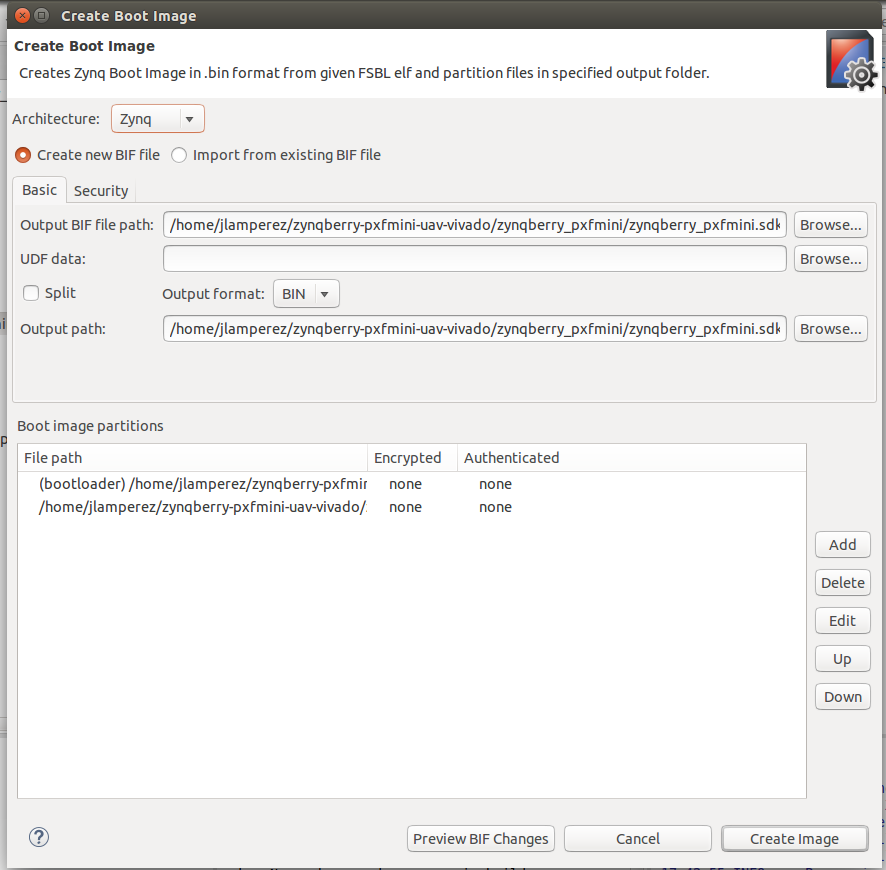 Create Boot Image
Create Boot Image
Creates Zynq Boot Image in .bin format from given FSBL elf and partition files in specified output folder.
Architecture: Zynq
Create new BIF file Import from existing BIF file
Basic Security
Output BIF file path: /home/jlamperez/zynqberry-pxfmini-uav-vivado/zynqberry_pxfmini/zynqberry_pxfmini.sdk Browse...
UDF data: Browse...
Split Output format: BIN
Output path: /home/jlamperez/zynqberry-pxfmini-uav-vivado/zynqberry_pxfmini/zynqberry_pxfmini.sdk Browse...
Boot image partitions
File path Encrypted Authenticated
(bootloader) /home/jlamperez/zynqberry-pxfmin none none
/home/jlamperez/zynqberry-pxfmini-uav-vivado/ none none
Add
Delete
Edit
Up
Down
? Preview BIF Changes Cancel Create Image